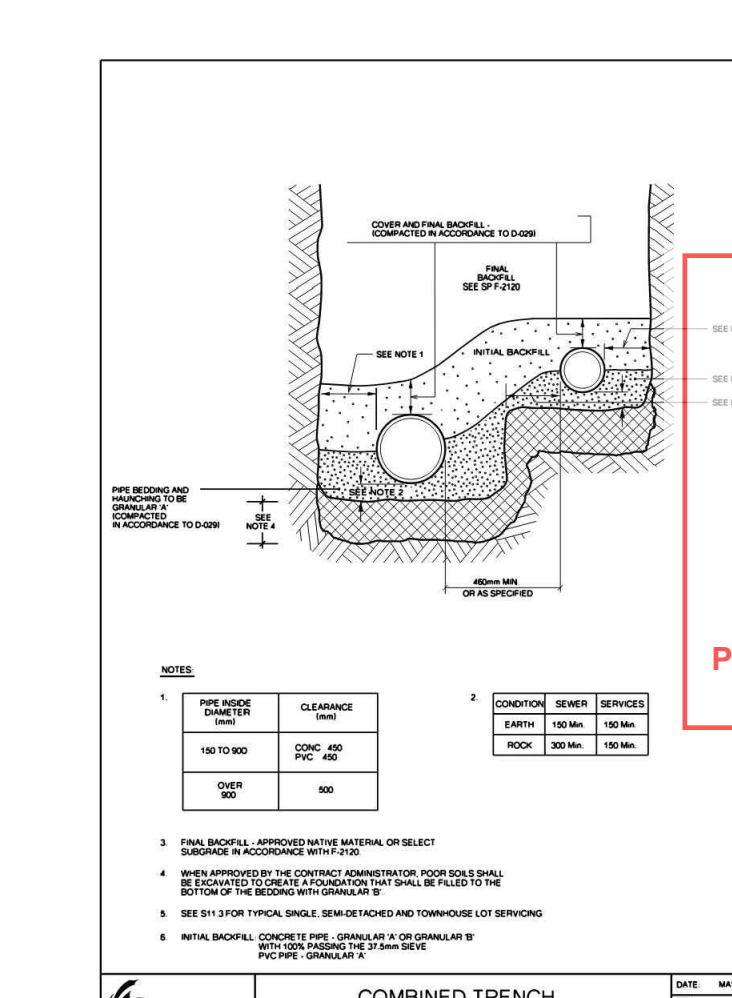 COVER AND FINAL BACKFILL -
(COMPACTED IN ACCORDANCE TO D-029)
FINAL
BACKFILL
SEE SP F-2120
SEE
SEE NOTE 1
INITIAL BACKFILL
SEE
SEE
PIPE BEDDING AND
HAUNCHING TO BE
GRANULAR 'A'
(COMPACTED
IN ACCORDANCE TO D-029)
SEE NOTE 2
SEE
NOTE 4
460mm MIN
OR AS SPECIFIED
P
NOTES:
1.
PIPE INSIDE
DIAMETER
(mm)
CLEARANCE
(mm)
150 TO 900
CONC 450
PVC 450
OVER
900
500
2.
CONDITION SEWER SERVICES
EARTH 150 Min. 150 Min.
ROCK 300 Min. 150 Min.
3. FINAL BACKFILL - APPROVED NATIVE MATERIAL OR SELECT
SUBGRADE IN ACCORDANCE WITH F-2120.
4. WHEN APPROVED BY THE CONTRACT ADMINISTRATOR, POOR SOILS SHALL
BE EXCAVATED TO CREATE A FOUNDATION THAT SHALL BE FILLED TO THE
BOTTOM OF THE BEDDING WITH GRANULAR 'B'.
5. SEE S11.3 FOR TYPICAL SINGLE, SEMI-DETACHED AND TOWNHOUSE LOT SERVICING
6. INITIAL BACKFILL: CONCRETE PIPE - GRANULAR 'A' OR GRANULAR 'B'
WITH 100% PASSING THE 37.5mm SIEVE
PVC PIPE - GRANULAR 'A'
COMBINED TRENCH
DATE: